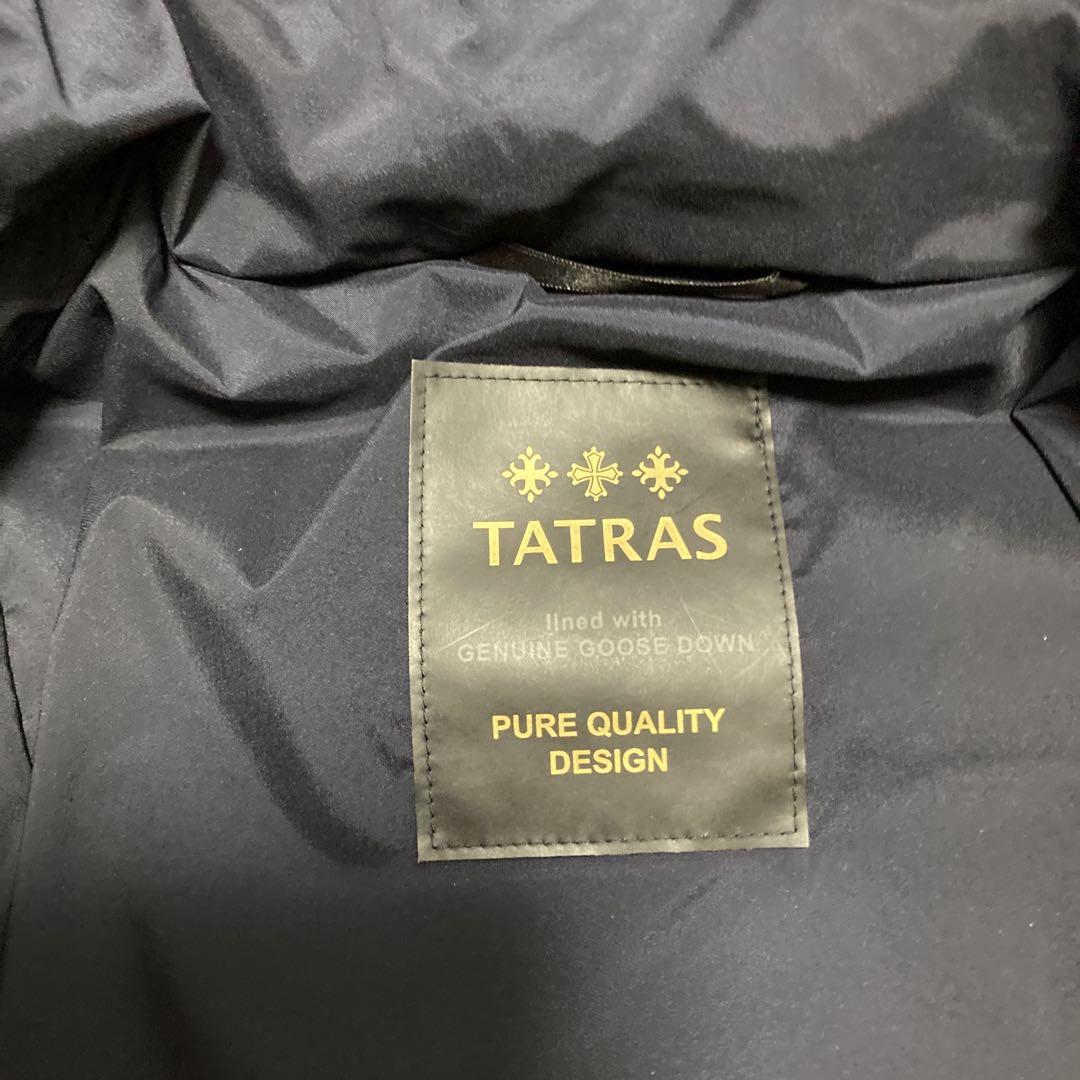 TATRAS
lined with
GENUINE GOOSE DOWN
PURE QUALITY
DESIGN